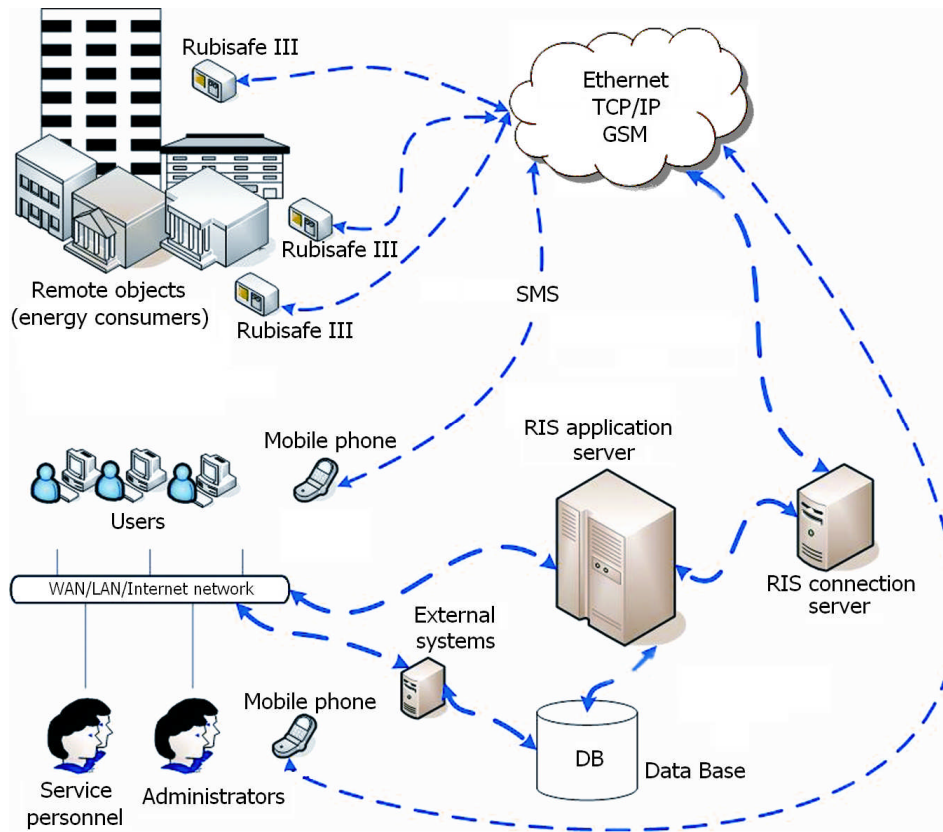 Rubisafe III
Ethernet
TCP/IP
GSM
Rubisafe III
Remote objects
(energy consumers)
Rubisafe III
SMS
Mobile phone
RIS application
server
Users
WAN/LAN/Internet network
RIS connection
server
External
systems
Mobile phone
DB
Data Base
Service
personnel
Administrators